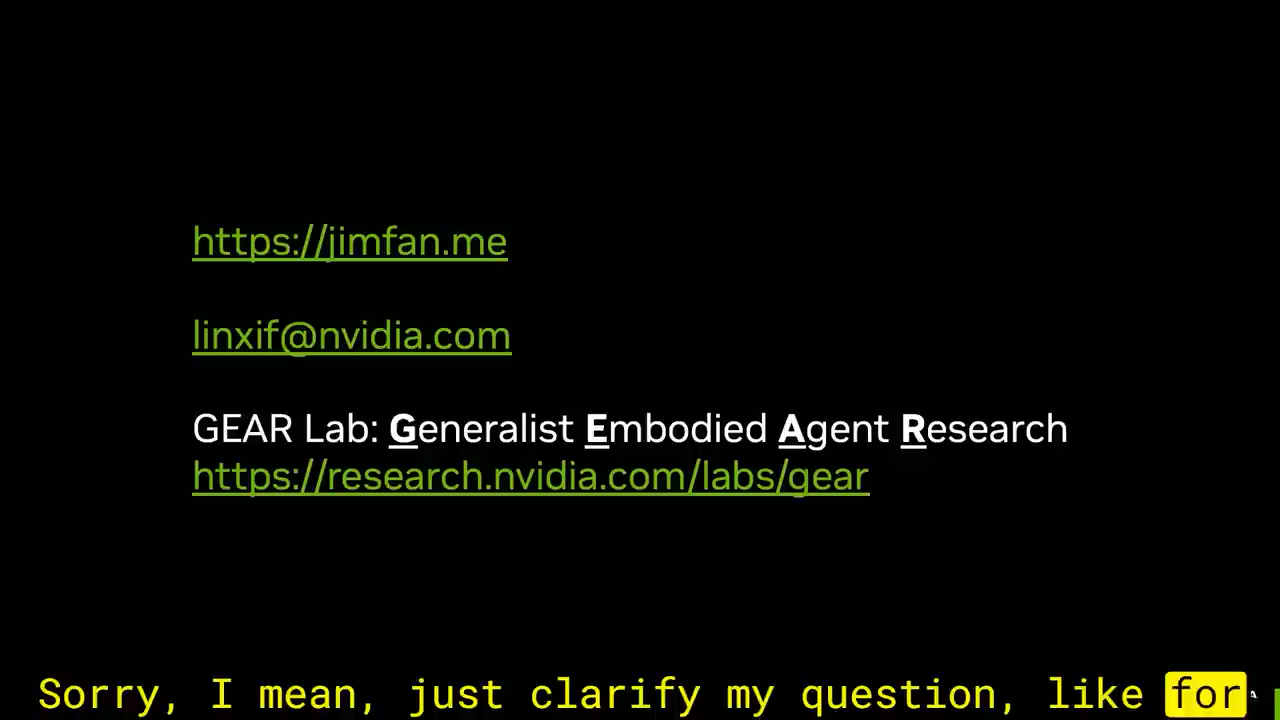 https://jimfan.me
linxif@nvidia.com
GEAR Lab: Generalist Embodied Agent Research
https://research.nvidia.com/labs/gear
Sorry, I mean, just clarify my question, like for